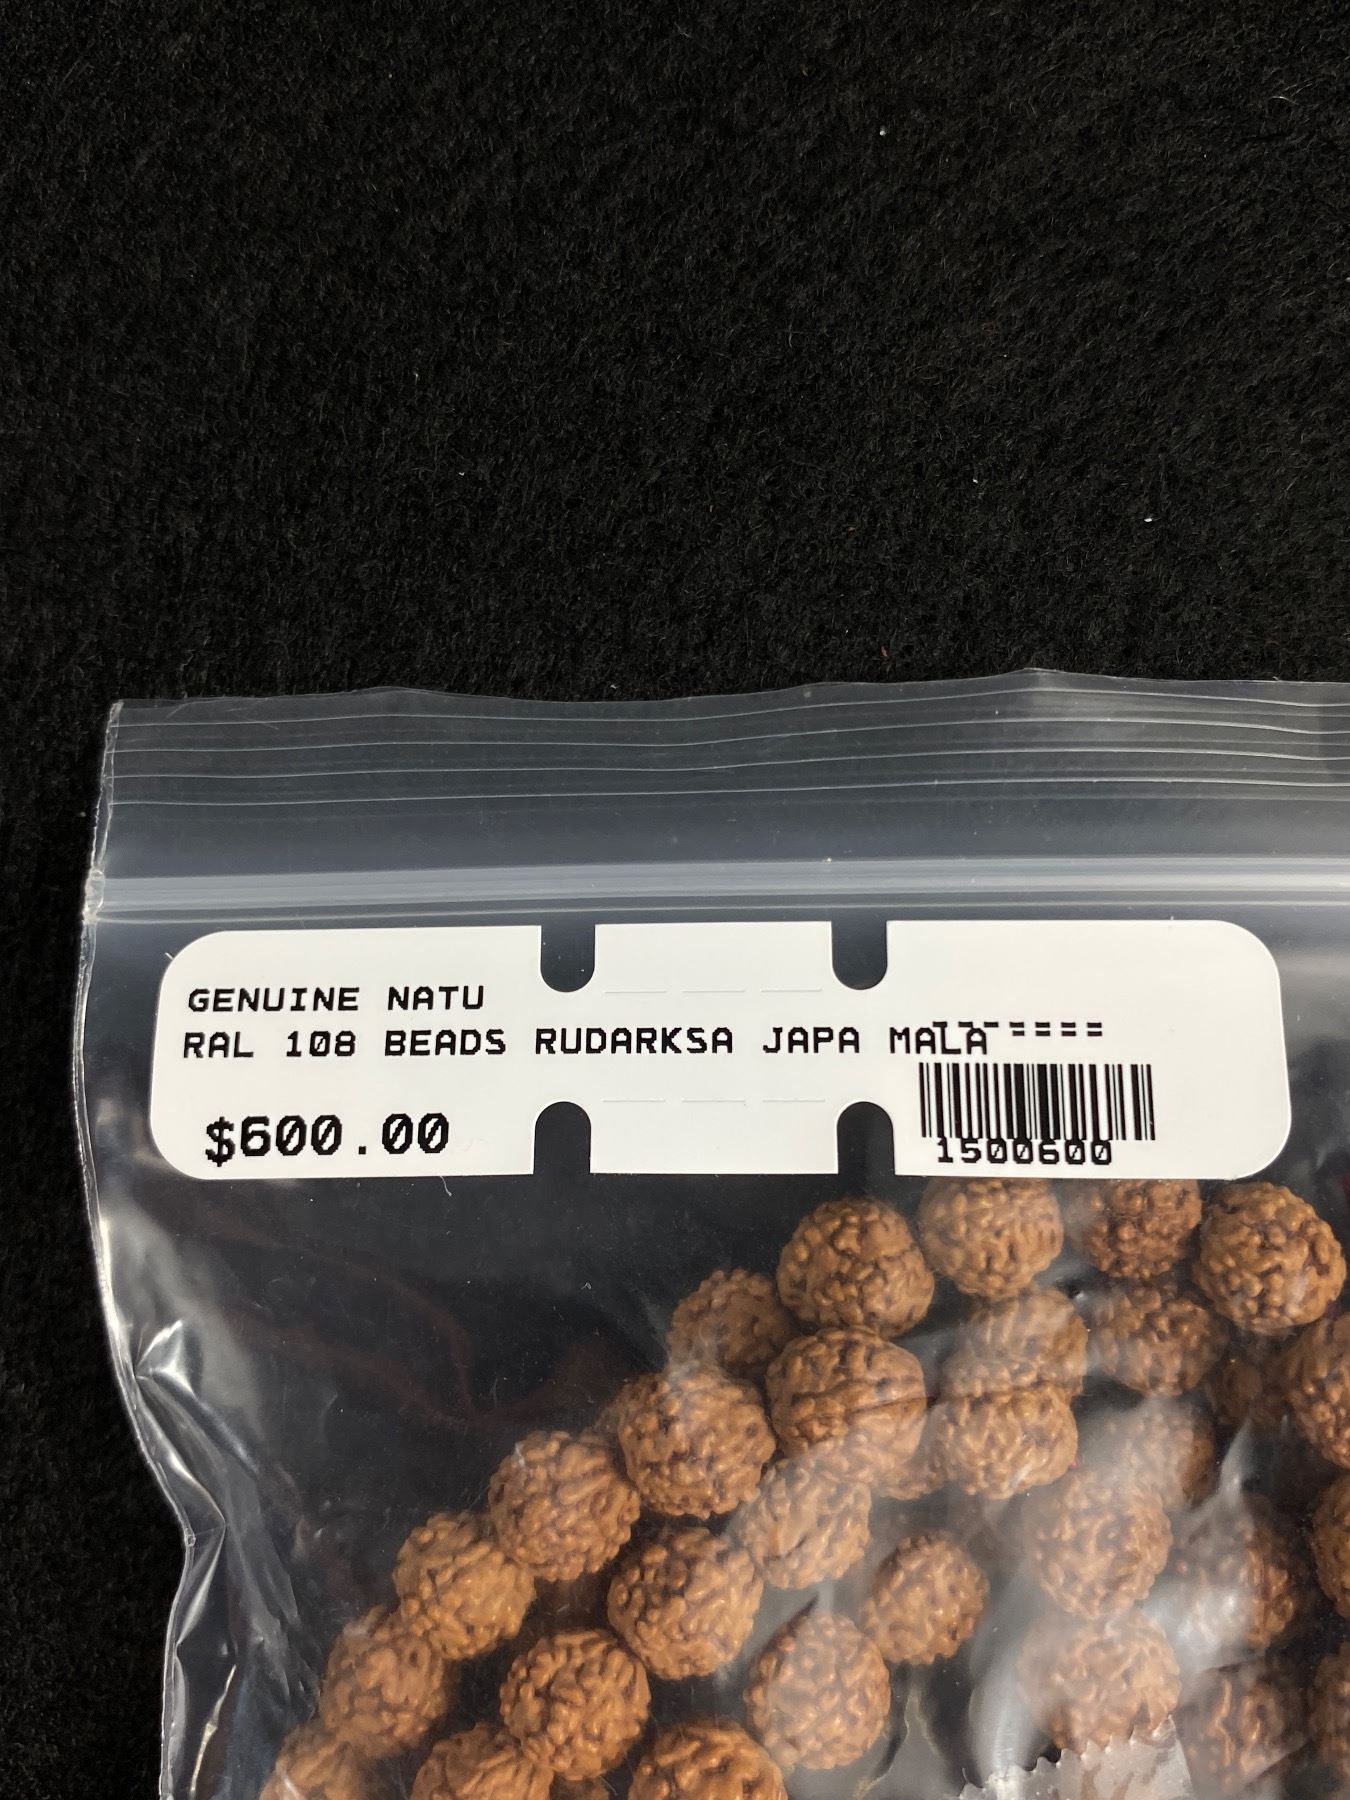 GENUINE NATU
RAL 108 BEADS RUDARKSA JAPA MALA
$600.00
1500600